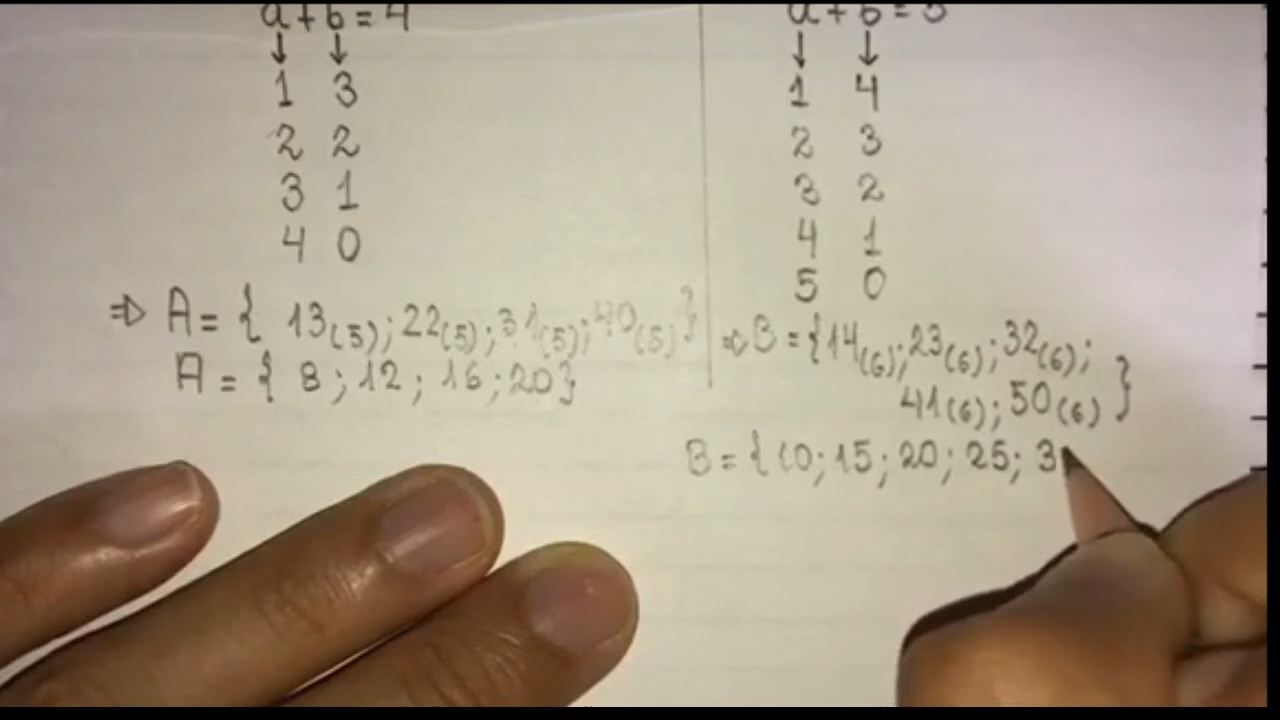 a + b = 4
↓ ↓
1 3
2 2
3 1
4 0
⇒ A = { 13(5); 22(5); 31(5); 40(5) }
A = { 8 ; 12 ; 16 ; 20 }
a + b = 5
↓ ↓
1 4
2 3
3 2
4 1
5 0
⇒ B = { 14(6); 23(6); 32(6);
41(6); 50(6) }
B = { 10; 15; 20; 25; 3